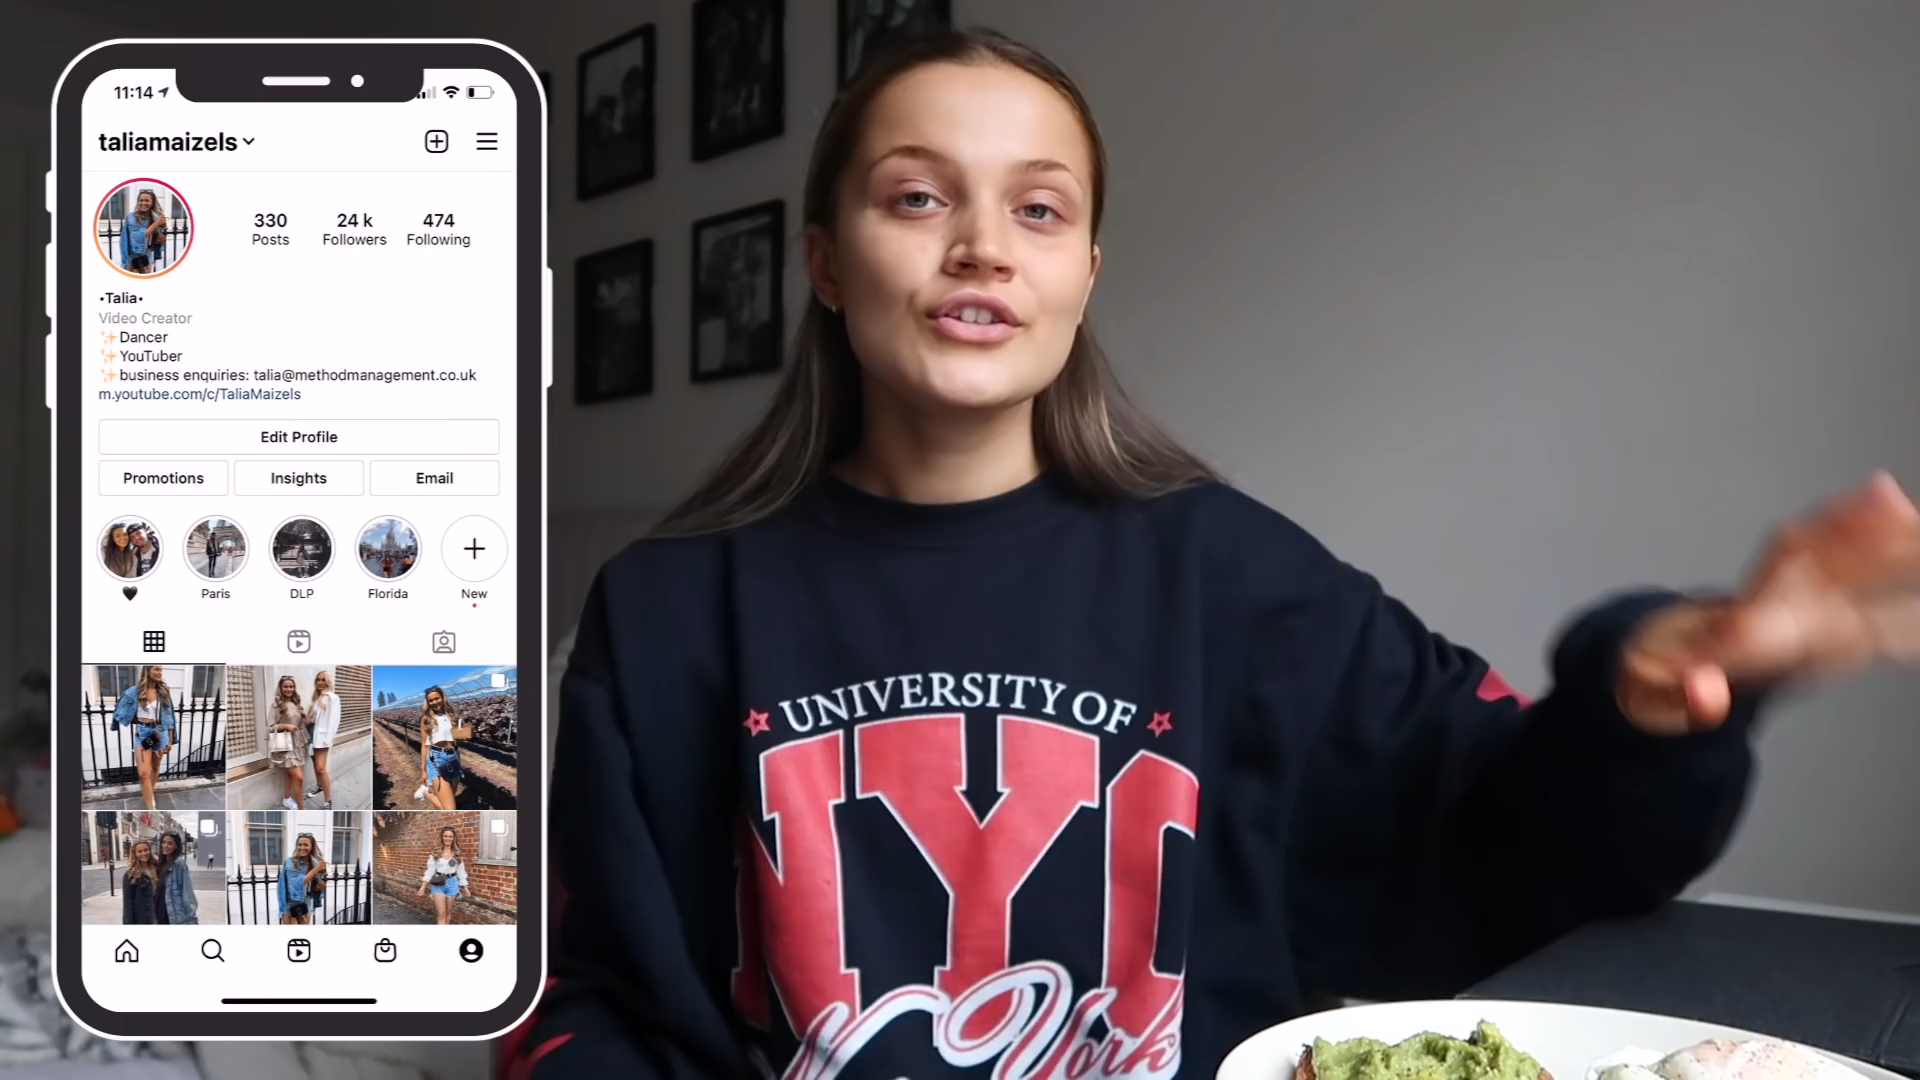 11:14
taliamaizels
330
Posts
24 k
Followers
474
Following
•Talia•
Video Creator
✨Dancer
✨YouTuber
✨business enquiries: talia@methodmanagement.co.uk
m.youtube.com/c/TaliaMaizels
Edit Profile
Promotions
Insights
Email
Paris
DLP
Florida
New
UNIVERSITY OF
NYC
New York